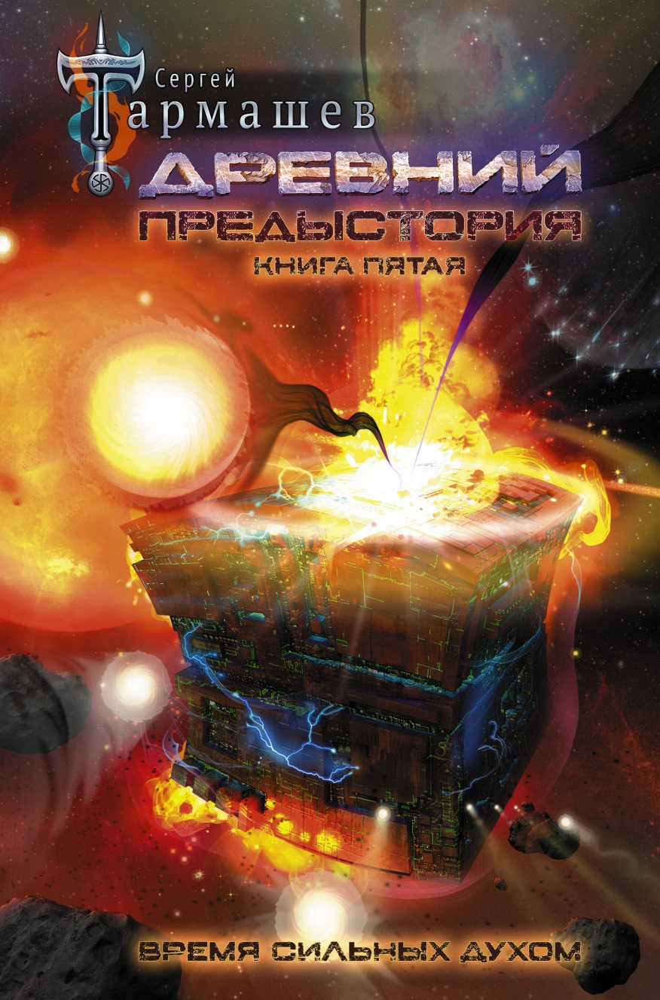 Сергей
Тармашев
ДРЕВНИЙ
ПРЕДЫСТОРИЯ
КНИГА ПЯТАЯ
ВРЕМЯ СИЛЬНЫХ ДУХОМ